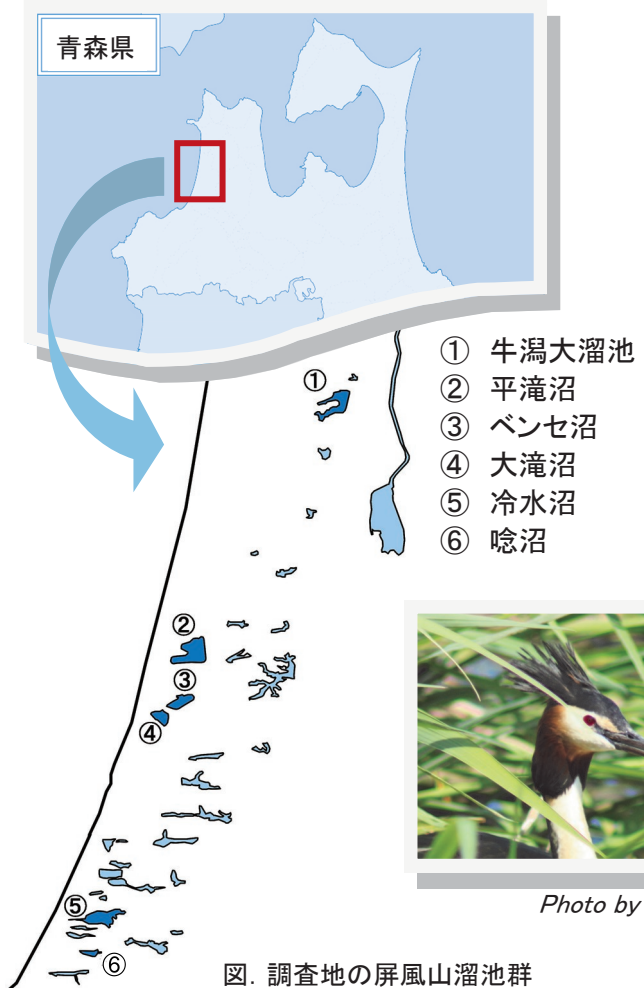 青森県
① 牛潟大溜池
② 平滝沼
③ ベンセ沼
④ 大滝沼
⑤ 冷水沼
⑥ 唸沼
①
②
③
④
⑤
⑥
Photo by
図. 調査地の屏風山溜池群